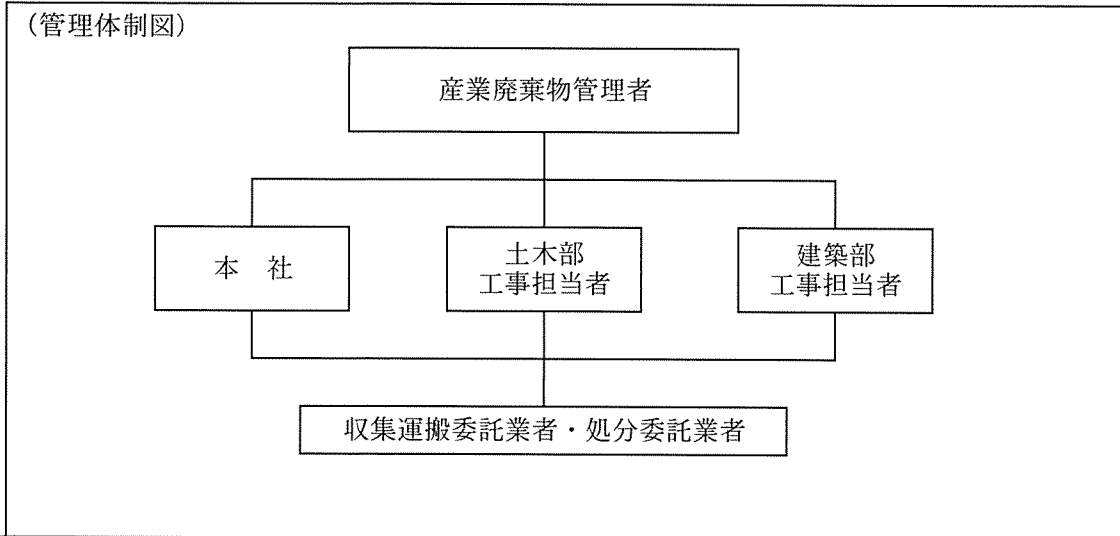 （管理体制図）
産業廃棄物管理者
本　社
土木部
工事担当者
建築部
工事担当者
収集運搬委託業者・処分委託業者